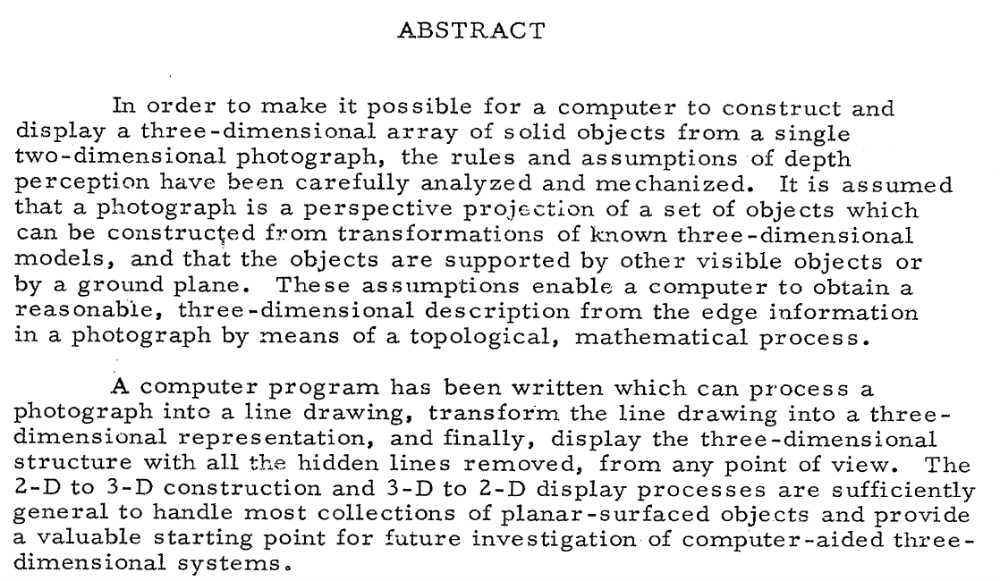 ABSTRACT
In order to make it possible for a computer to construct and
display a three-dimensional array of solid objects from a single
two-dimensional photograph, the rules and assumptions of depth
perception have been carefully analyzed and mechanized. It is assumed
that a photograph is a perspective projection of a set of objects which
can be constructed from transformations of known three-dimensional
models, and that the objects are supported by other visible objects or
by a ground plane. These assumptions enable a computer to obtain a
reasonable, three-dimensional description from the edge information
in a photograph by means of a topological, mathematical process.
A computer program has been written which can process a
photograph into a line drawing, transform the line drawing into a three-
dimensional representation, and finally, display the three-dimensional
structure with all the hidden lines removed, from any point of view. The
2-D to 3-D construction and 3-D to 2-D display processes are sufficiently
general to handle most collections of planar-surfaced objects and provide
a valuable starting point for future investigation of computer-aided three-
dimensional systems.